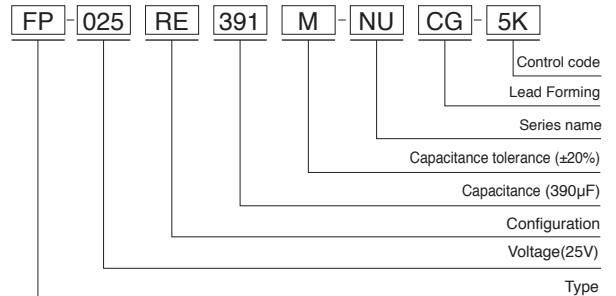 FP-025 RE 391 M-NU CG-5K
Control code
Lead Forming
Series name
Capacitance tolerance (±20%)
Capacitance (390µF)
Configuration
Voltage(25V)
Type